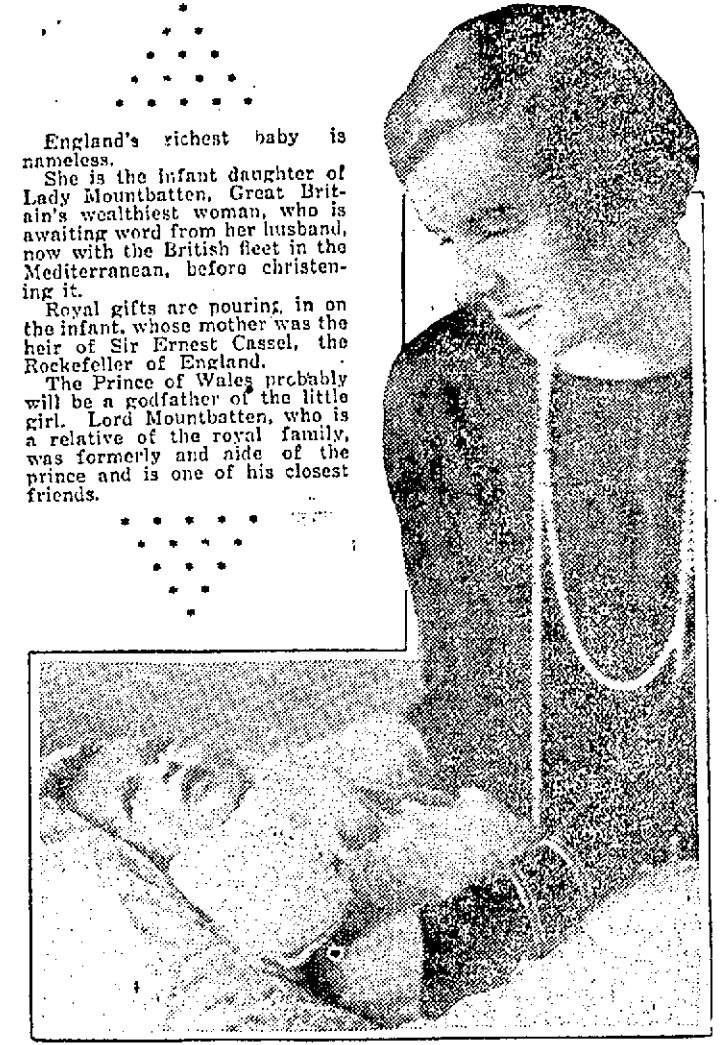 England's richest baby is
nameless.
She is the infant daughter of
Lady Mountbatten, Great Brit-
ain's wealthiest woman, who is
awaiting word from her husband,
now with the British fleet in the
Mediterranean, before christen-
ing it.
Royal gifts are pouring in on
the infant, whose mother was the
heir of Sir Ernest Cassel, the
Rockefeller of England.
The Prince of Wales probably
will be a godfather of the little
girl. Lord Mountbatten, who is
a relative of the royal family,
was formerly and aide of the
prince and is one of his closest
friends.